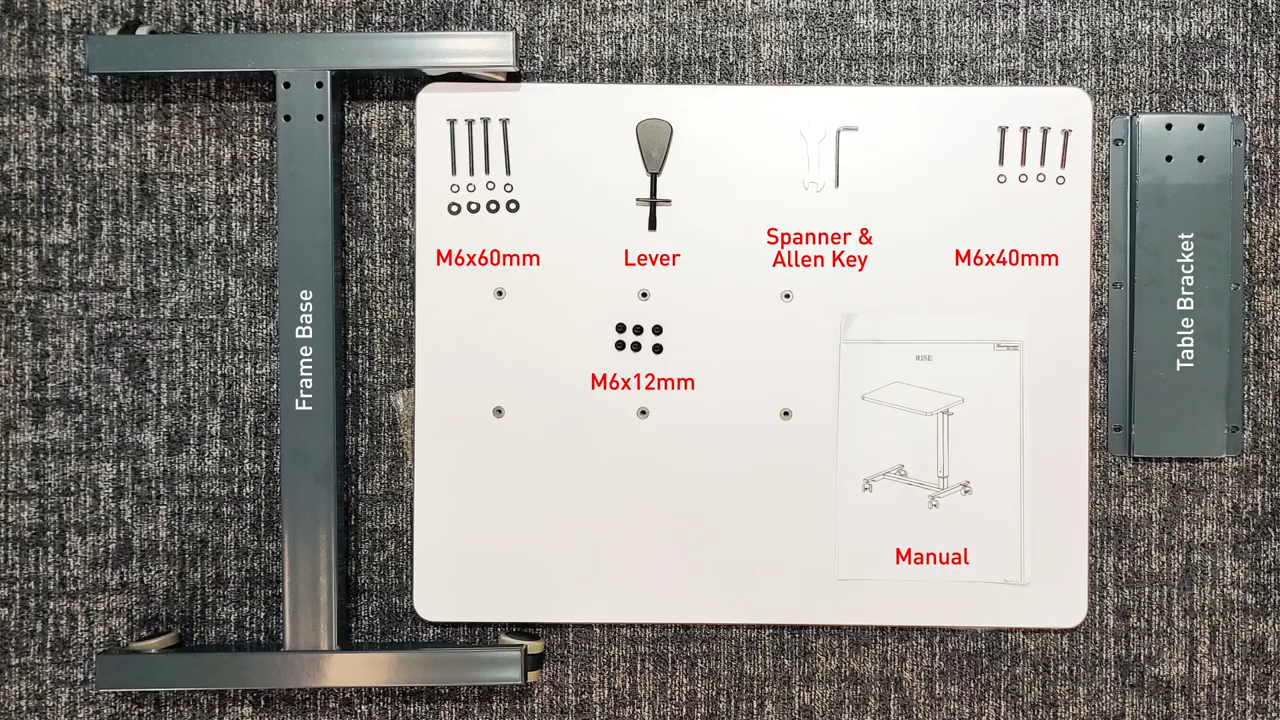 M6x60mm
Lever
Spanner &
Allen Key
M6x40mm
Frame Base
Table Bracket
M6x12mm
RISE
Manual